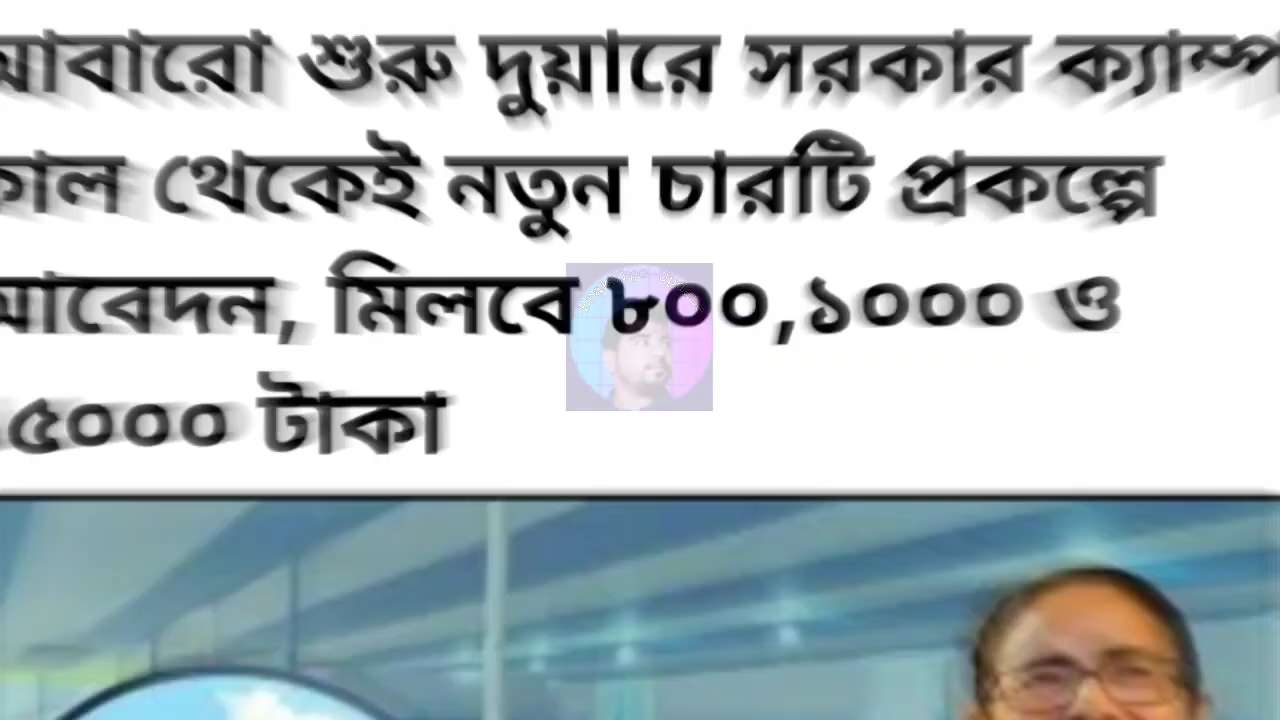 আবারো শুরু দুয়ারে সরকার ক্যাম্প
কাল থেকেই নতুন চারটি প্রকল্পে
আবেদন, মিলবে ৮০০,১০০০ ও
৫০০০ টাকা